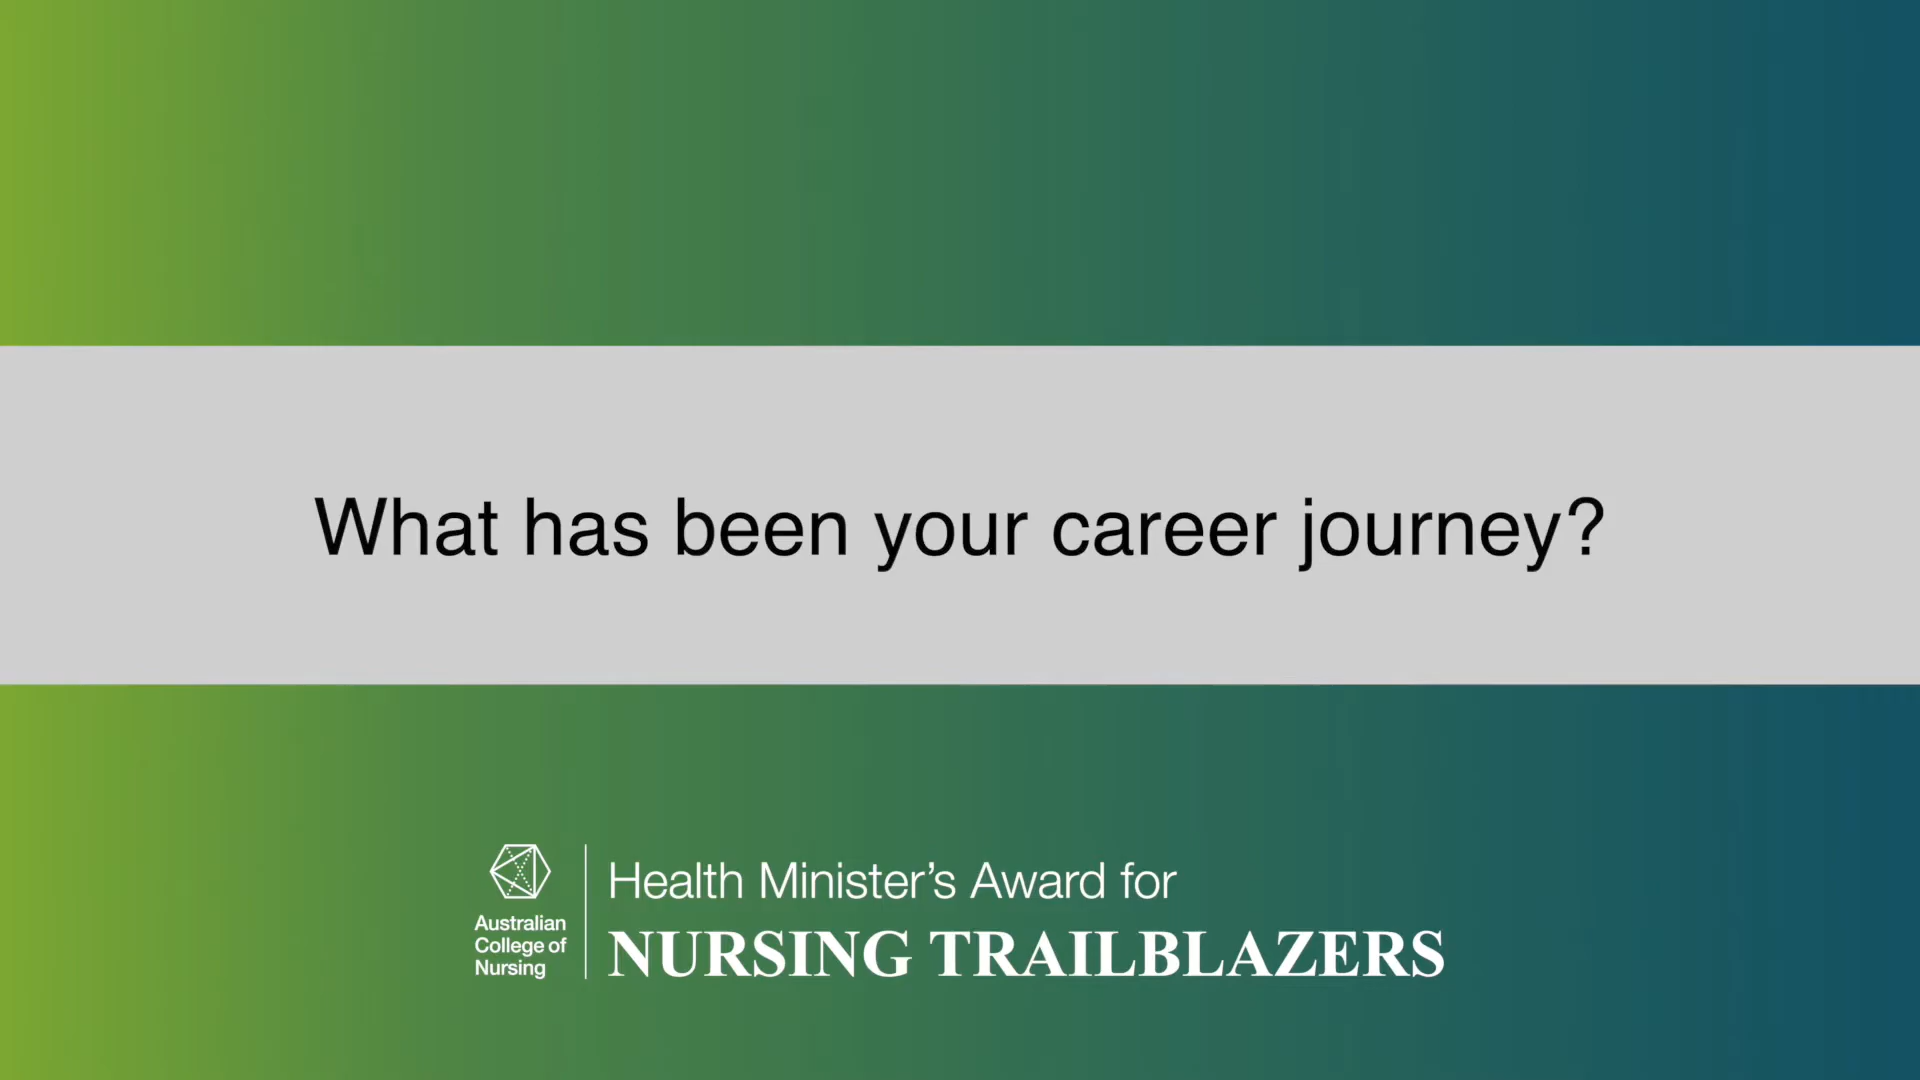 What has been your career journey?
Australian
College of
Nursing
Health Minister’s Award for
NURSING TRAILBLAZERS